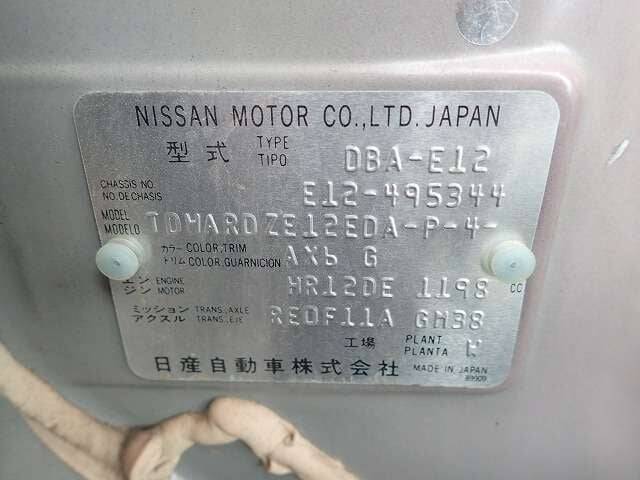 NISSAN MOTOR CO.,LTD. JAPAN
型式 TYPE TIPO DBA-E12
CHASSIS NO. NO.DE CHASIS E12-495344
MODEL MODELO TDHARDZE12EDA-P-4-
カラー COLOR,TRIM トリム COLOR,GUARNICION AXb G
エンジン ENGINE MOTOR HR12DE 1198 CC
ミッション TRANS.,AXLE アクスル TRANS.,EJE RE0F11A GH38
工場 PLANT PLANTA
日産自動車株式会社 MADE IN JAPAN